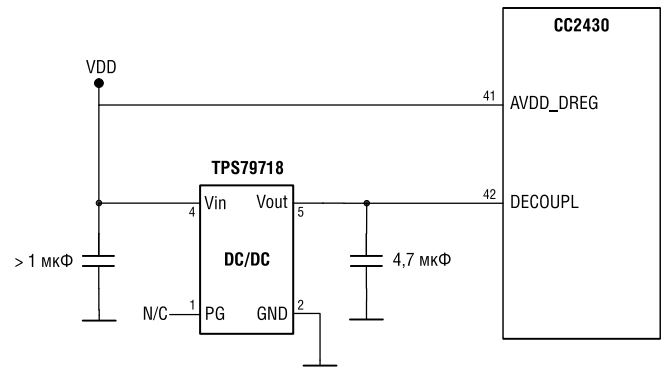 CC2430
VDD
41
AVDD_DREG
TPS79718
Vin
Vout
4
5
42
DECOUPL
> 1 мкФ
DC/DC
4,7 мкФ
N/C
1
PG
GND
2